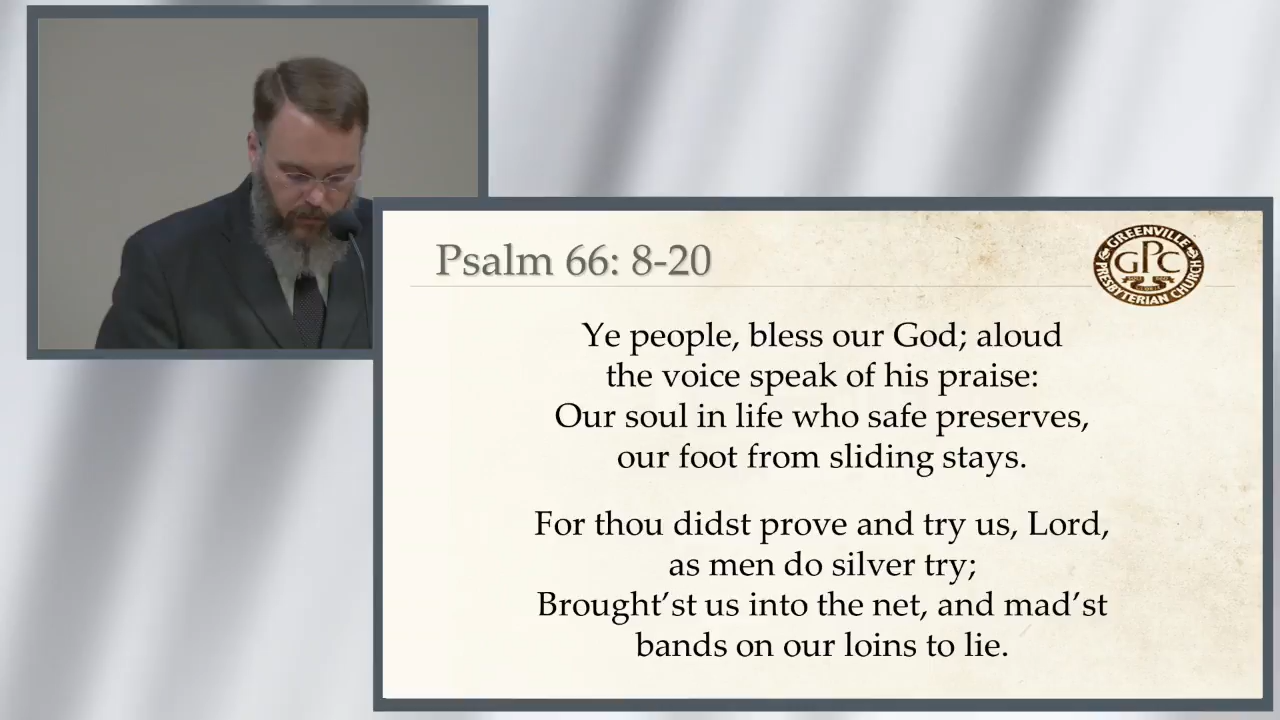 Psalm 66: 8-20
GREENVILLE
GPC
PRESBYTERIAN CHURCH
Ye people, bless our God; aloud
the voice speak of his praise:
Our soul in life who safe preserves,
our foot from sliding stays.
For thou didst prove and try us, Lord,
as men do silver try;
Brought’st us into the net, and mad’st
bands on our loins to lie.